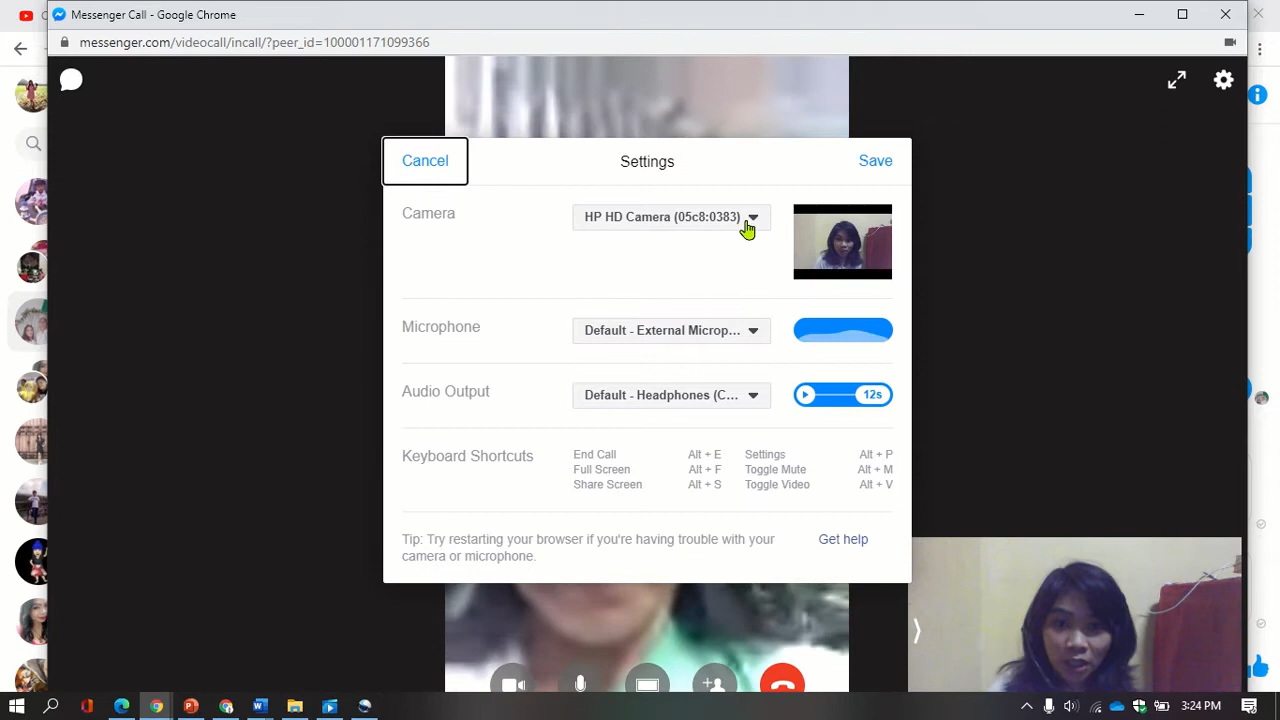 Messenger Call - Google Chrome
messenger.com/videocall/incall/?peer_id=100001171099366
Cancel
Settings
Save
Camera
HP HD Camera (05c8:0383)
Microphone
Default - External Microp...
Audio Output
Default - Headphones (C...
12s
Keyboard Shortcuts
End Call Alt + E Settings Alt + P
Full Screen Alt + F Toggle Mute Alt + M
Share Screen Alt + S Toggle Video Alt + V
Tip: Try restarting your browser if you're having trouble with your
camera or microphone.
Get help
3:24 PM